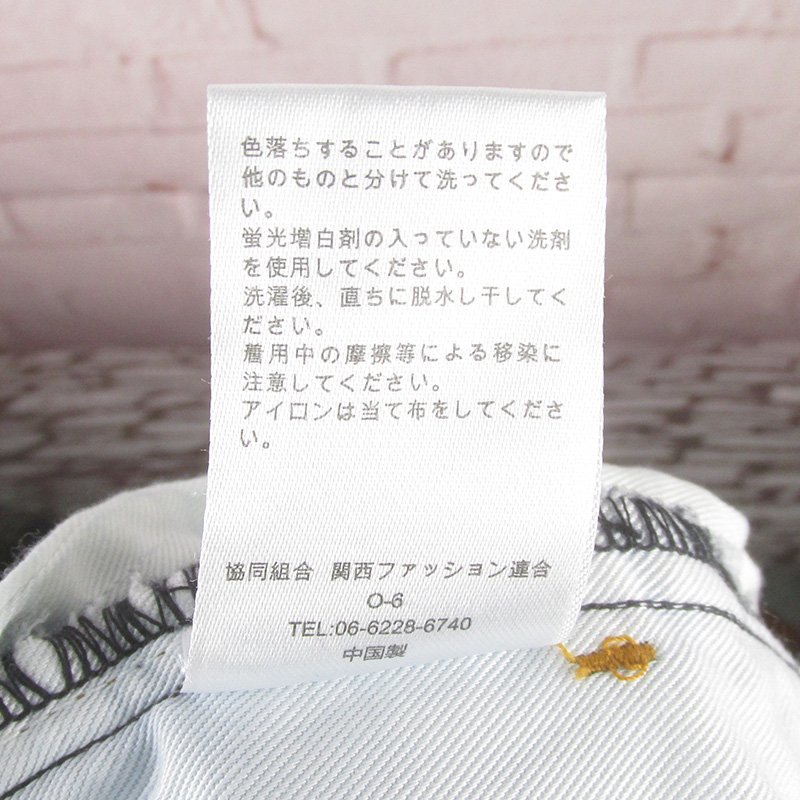 色落ちすることがありますので
他のものと分けて洗ってくださ
い。
蛍光増白剤の入っていない洗剤
を使用してください。
洗濯後、直ちに脱水し干してく
ださい。
着用中の摩擦等による移染に
注意してください。
アイロンは当て布をしてくださ
い。
協同組合 関西ファッション連合
O-6
TEL:06-6228-6740
中国製